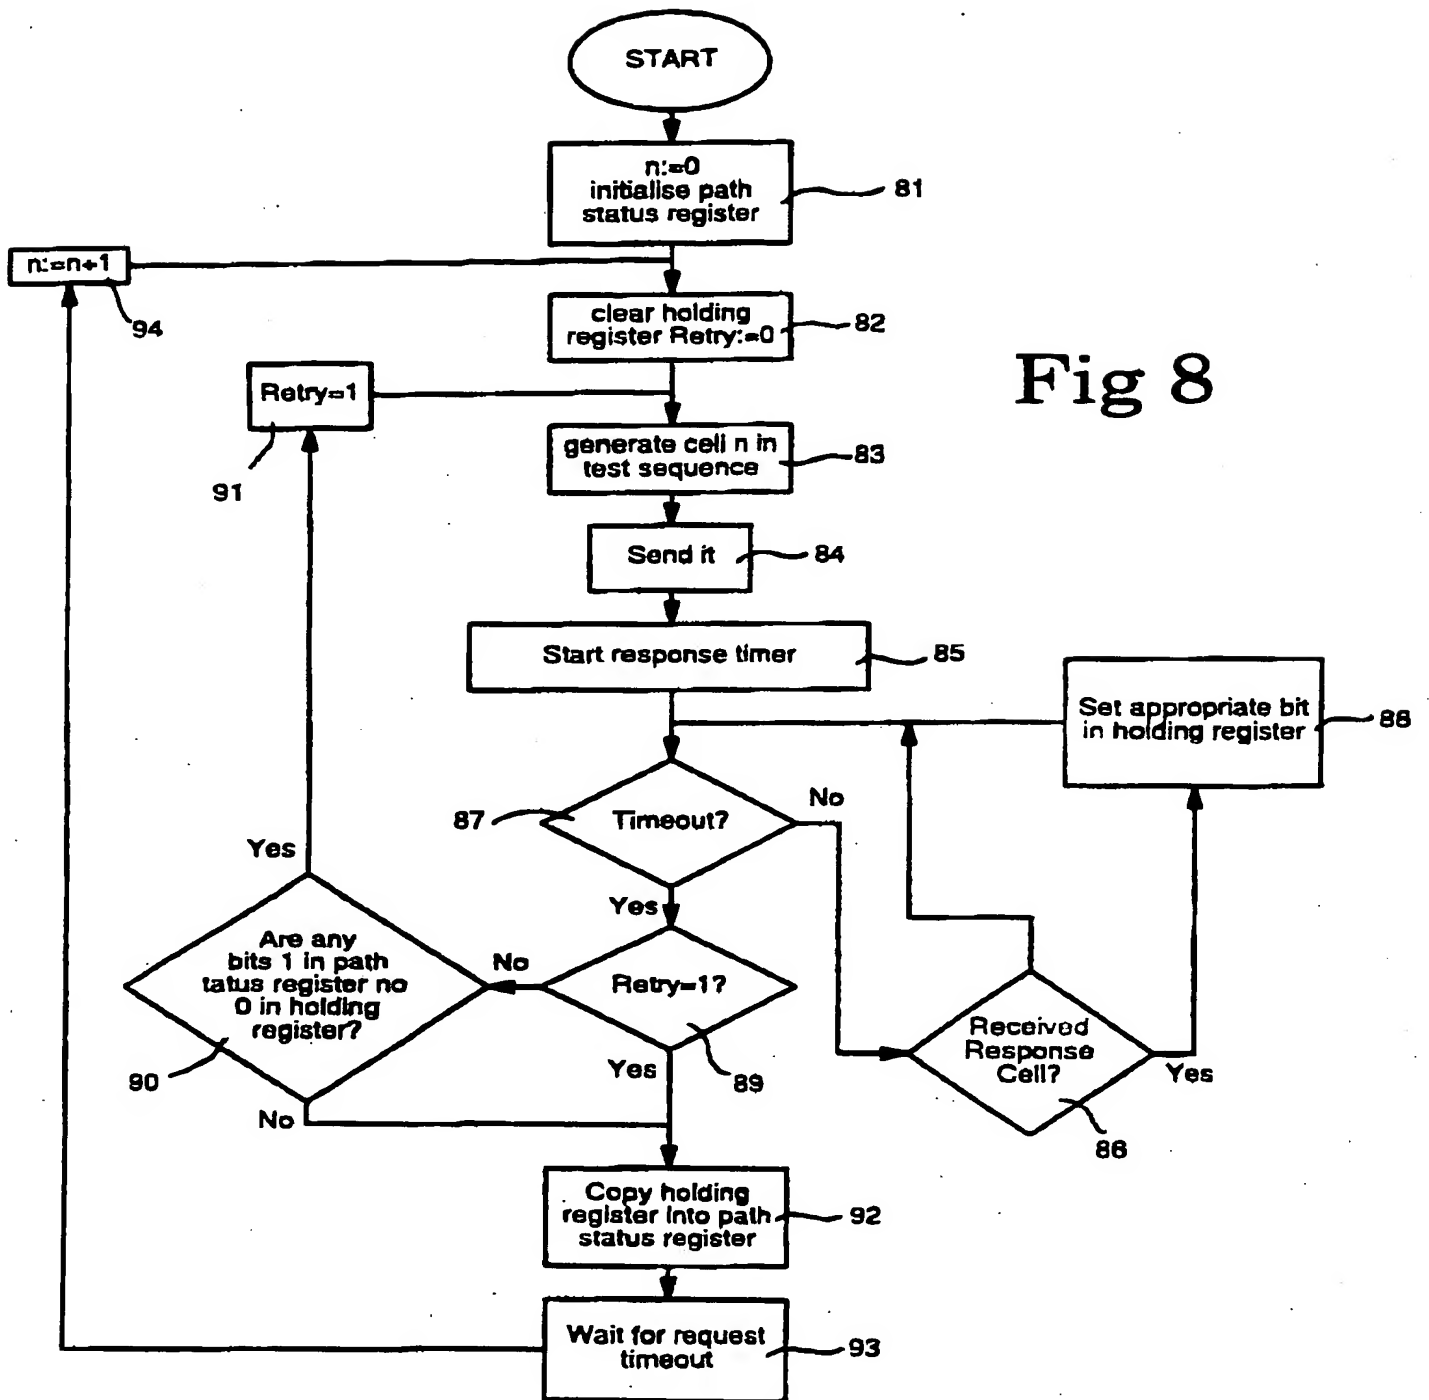 START
n:=0
initialise path
status register
81
n:=n+1
94
clear holding
register Retry:=0
82
Fig 8
Retry=1
91
generate cell n in
test sequence
83
Send it
84
Start response timer
85
Set appropriate bit
in holding register
88
87
Timeout?
No
Yes
Yes
Are any
bits 1 in path
tatus register no
0 in holding
register?
90
No
No
Retry=1?
89
Yes
Received
Response
Cell?
Yes
86
Copy holding
register into path
status register
92
Wait for request
timeout
93